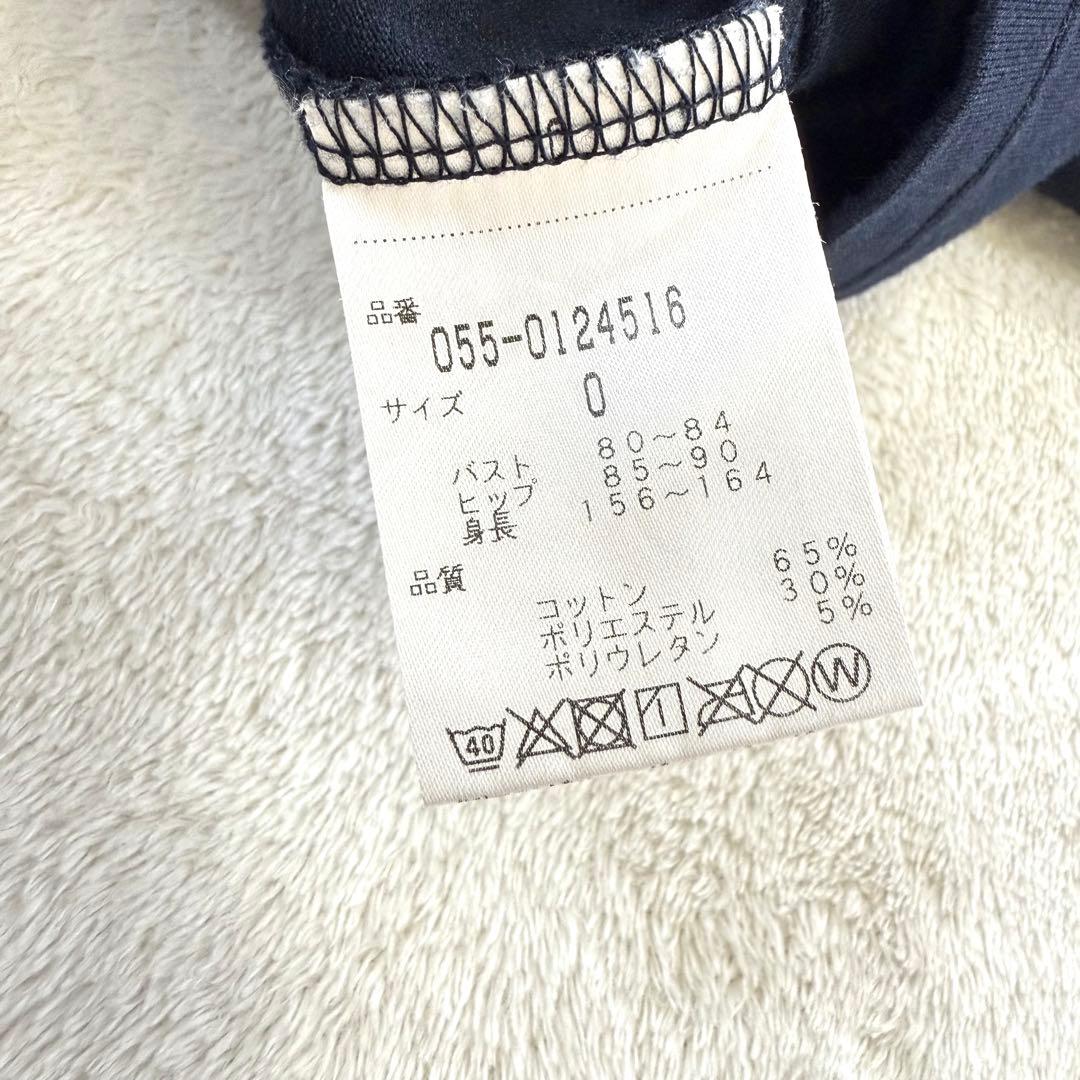 品番
055-0124516
サイズ 0
バスト 80~84
ヒップ 85~90
身長 156~164
品質
コットン 65%
ポリエステル 30%
ポリウレタン 5%
40 W